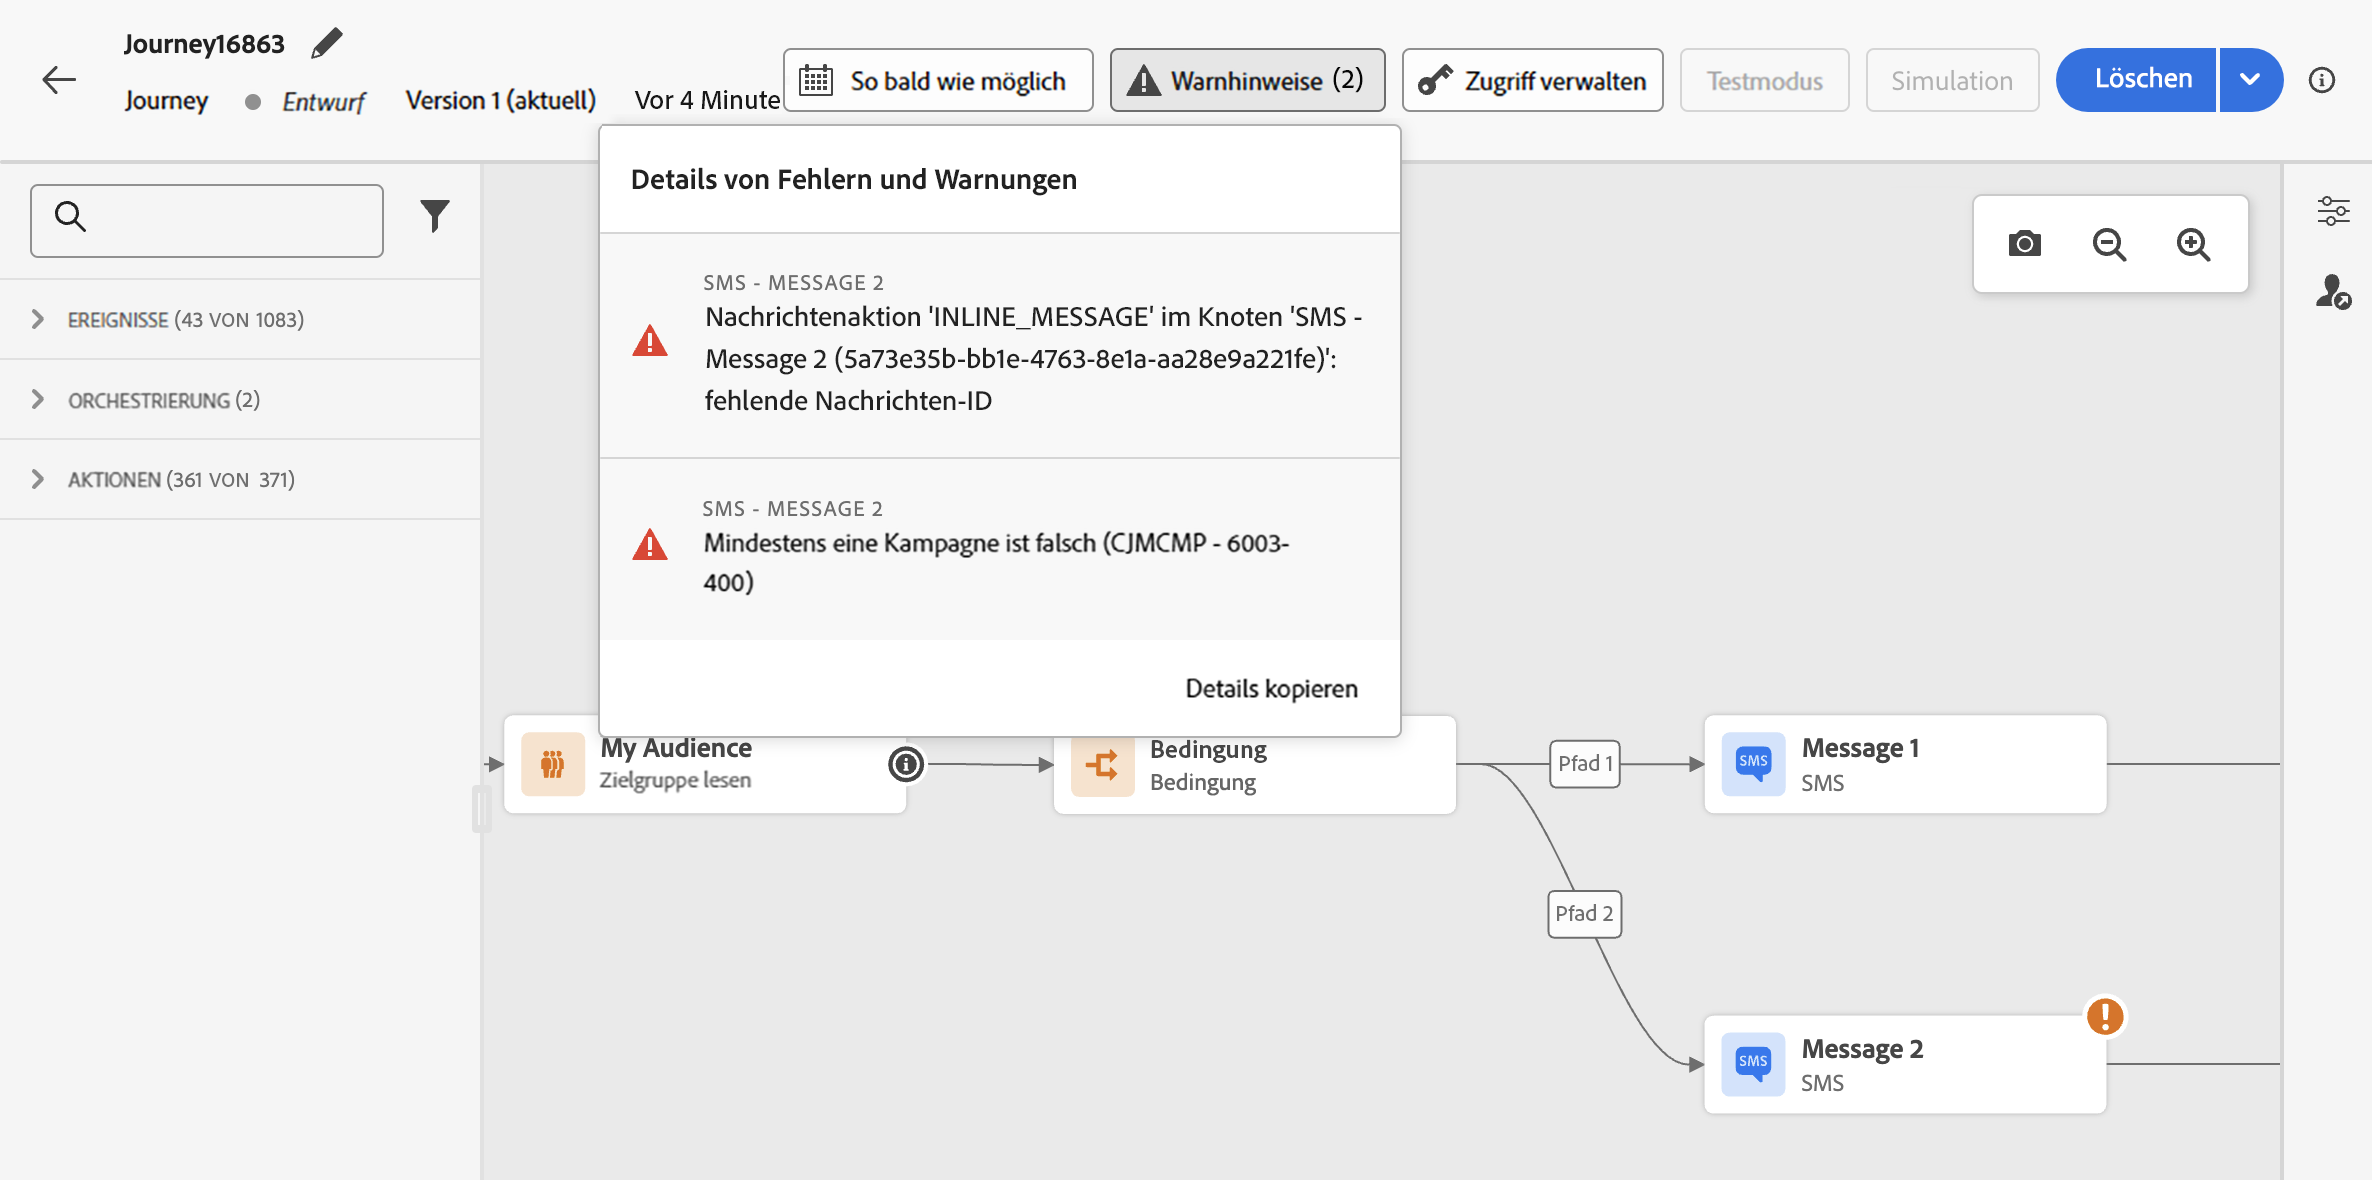 Journey16863
Journey
Entwurf
Version 1 (aktuell)
Vor 4 Minute
So bald wie möglich
Warnhinweise (2)
Zugriff verwalten
Testmodus
Simulation
Löschen
EREIGNISSE (43 VON 1083)
ORCHESTRIERUNG (2)
AKTIONEN (361 VON 371)
Details von Fehlern und Warnungen
SMS - MESSAGE 2
Nachrichtenaktion 'INLINE_MESSAGE' im Knoten 'SMS -
Message 2 (5a73e35b-bb1e-4763-8e1a-aa28e9a221fe)':
fehlende Nachrichten-ID
SMS - MESSAGE 2
Mindestens eine Kampagne ist falsch (CJMCMP - 6003-
400)
Details kopieren
My Audience
Zielgruppe lesen
Bedingung
Bedingung
Pfad 1
SMS
Message 1
SMS
Pfad 2
SMS
Message 2
SMS